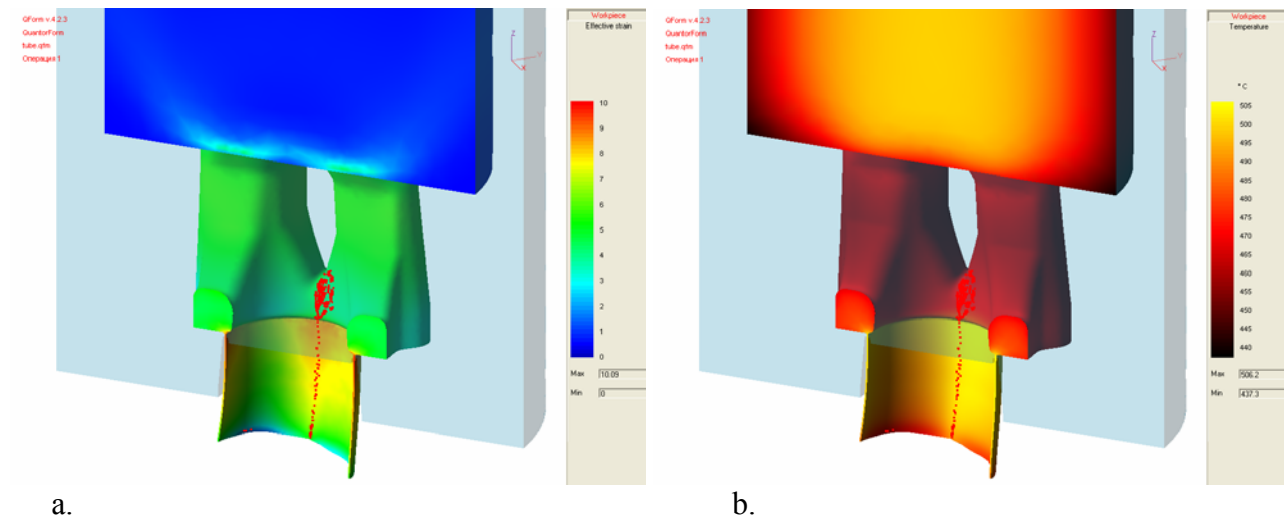 QForm v.4.2.3
QuantorForm
tube.qfm
Операция 1
Z
Y
X
Workpiece
Effective strain
10
9
8
7
6
5
4
3
2
1
0
Max 10.09
Min 0
QForm v.4.2.3
QuantorForm
tube.qfm
Операция 1
Z
Y
X
Workpiece
Temperature
° C
505
500
495
490
485
480
475
470
465
460
455
450
445
440
Max 506.2
Min 437.3
a.
b.